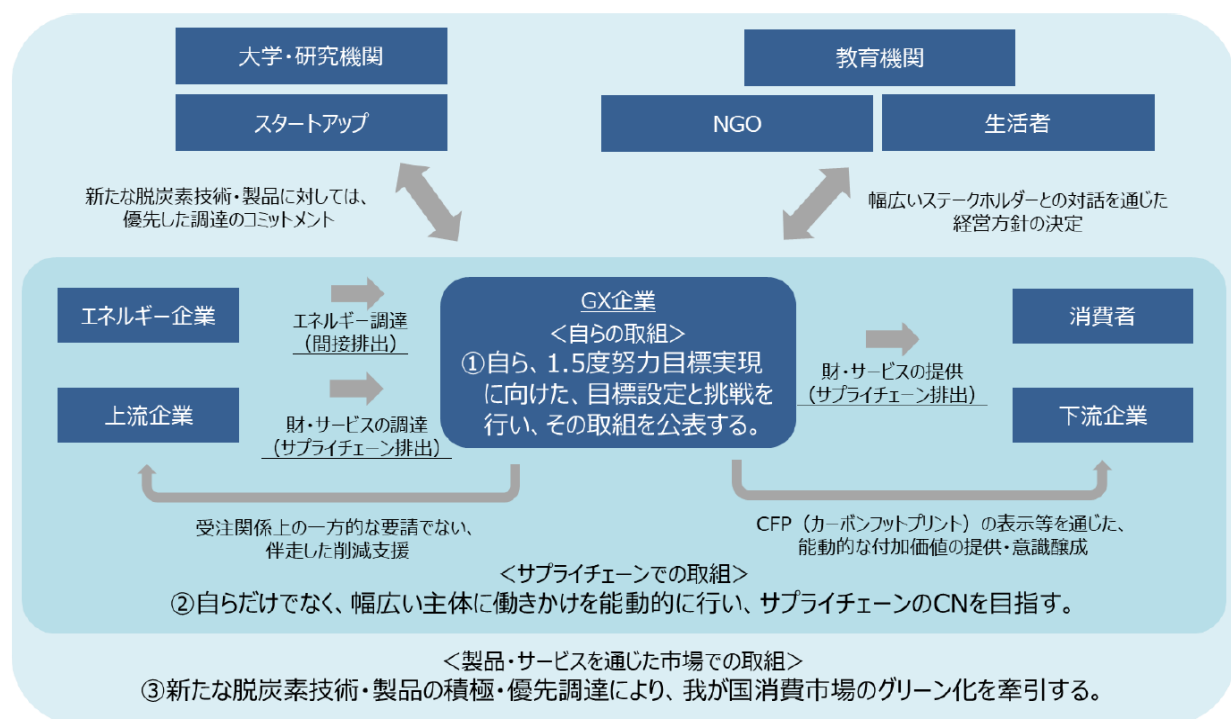 大学・研究機関
スタートアップ
教育機関
NGO
生活者
新たな脱炭素技術・製品に対しては、
優先した調達のコミットメント
幅広いステークホルダーとの対話を通じた
経営方針の決定
エネルギー企業
エネルギー調達
（間接排出）
上流企業
財・サービスの調達
（サプライチェーン排出）
GX企業
＜自らの取組＞
①自ら、1.5度努力目標実現
に向けた、目標設定と挑戦を
行い、その取組を公表する。
財・サービスの提供
（サプライチェーン排出）
消費者
下流企業
受注関係上の一方的な要請でない、
伴走した削減支援
CFP（カーボンフットプリント）の表示等を通じた、
能動的な付加価値の提供・意識醸成
＜サプライチェーンでの取組＞
②自らだけでなく、幅広い主体に働きかけを能動的に行い、サプライチェーンのCNを目指す。
＜製品・サービスを通じた市場での取組＞
③新たな脱炭素技術・製品の積極・優先調達により、我が国消費市場のグリーン化を牽引する。